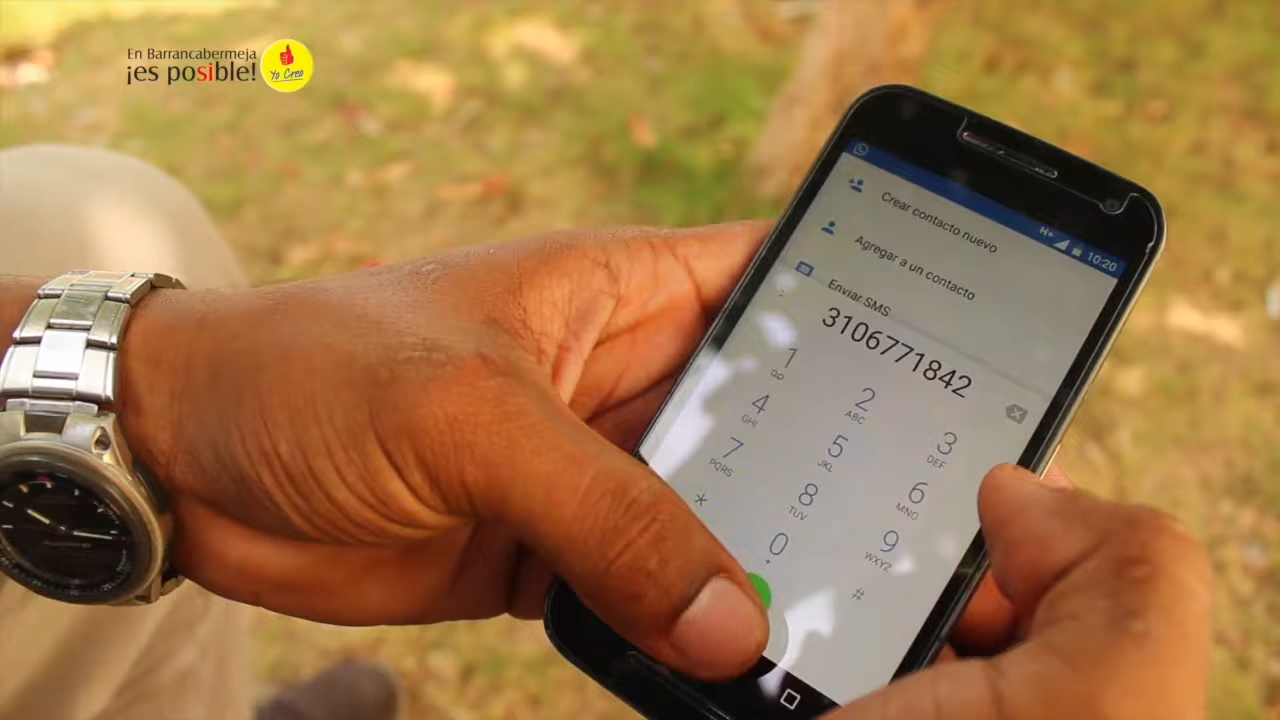 En Barrancabermeja
¡es posible!
Yo Creo
H+
10:20
Crear contacto nuevo
Agregar a un contacto
Enviar SMS
3106771842
1
2
ABC
3
DEF
4
GHI
5
JKL
6
MNO
7
PQRS
8
TUV
9
WXYZ
*
0
+
#